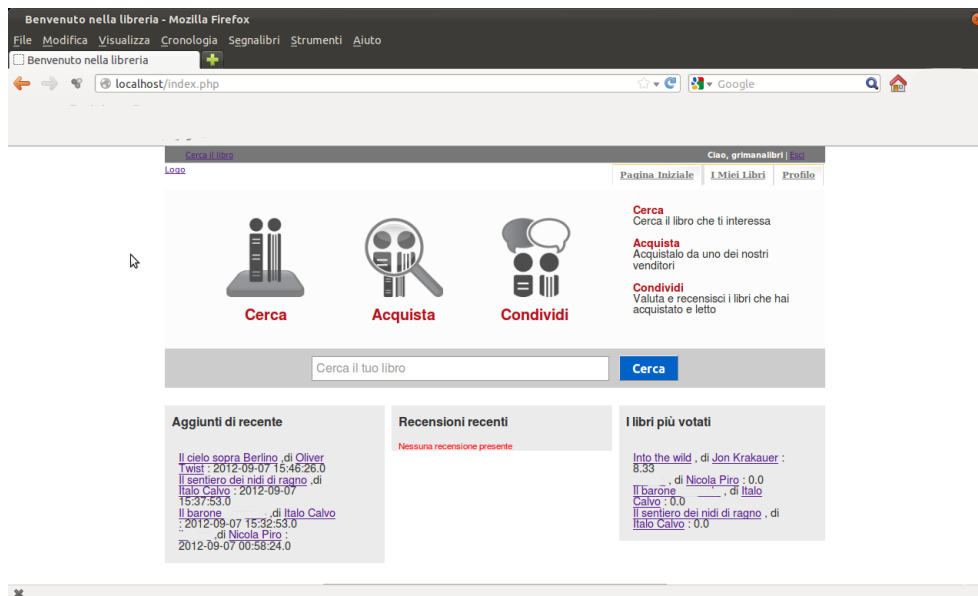 Benvenuto nella libreria - Mozilla Firefox
File Modifica Visualizza Cronologia Segnalibri Strumenti Aiuto
Benvenuto nella libreria
localhost/index.php
Google
Cerca il libro
Ciao, grimanalibri | Esci
Logo
Pagina Iniziale
I Miei Libri
Profilo
Cerca
Acquista
Condividi
Cerca
Cerca il libro che ti interessa
Acquista
Acquistalo da uno dei nostri
venditori
Condividi
Valuta e recensisci i libri che hai
acquistato e letto
Cerca il tuo libro
Cerca
Aggiunti di recente
Il cielo sopra Berlino ,di Oliver
Twist : 2012-09-07 15:46:26.0
Il sentiero dei nidi di ragno ,di
Italo Calvo : 2012-09-07
15:37:53.0
Il barone ,di Italo Calvo
: 2012-09-07 15:32:53.0
,di Nicola Piro :
2012-09-07 00:58:24.0
Recensioni recenti
Nessuna recensione presente
I libri più votati
Into the wild , di Jon Krakauer :
8.33
, di Nicola Piro : 0.0
Il barone , di Italo
Calvo : 0.0
Il sentiero dei nidi di ragno , di
Italo Calvo : 0.0